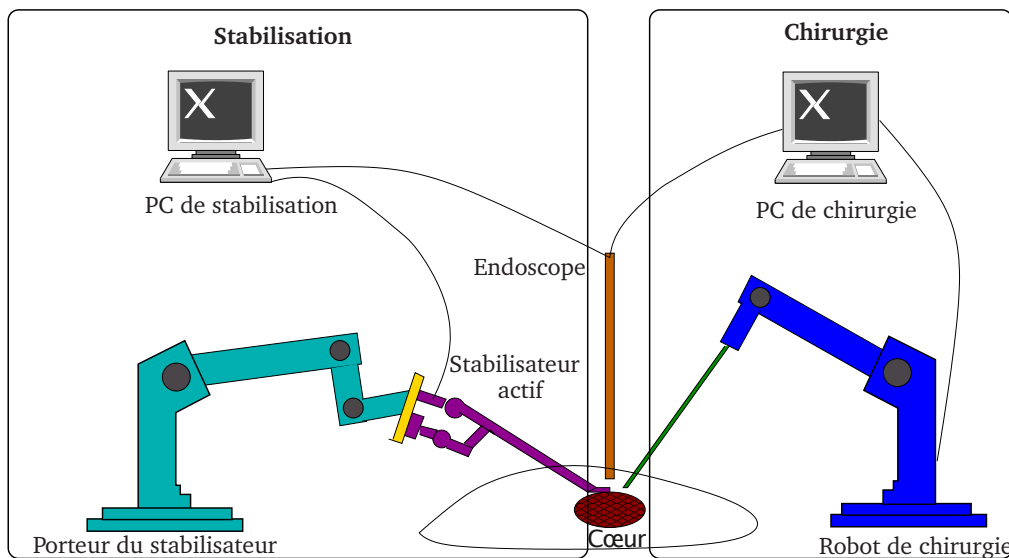 Stabilisation
Chirurgie
X
X
PC de stabilisation
PC de chirurgie
Endoscope
Stabilisateur
actif
Cœur
Porteur du stabilisateur
Robot de chirurgie